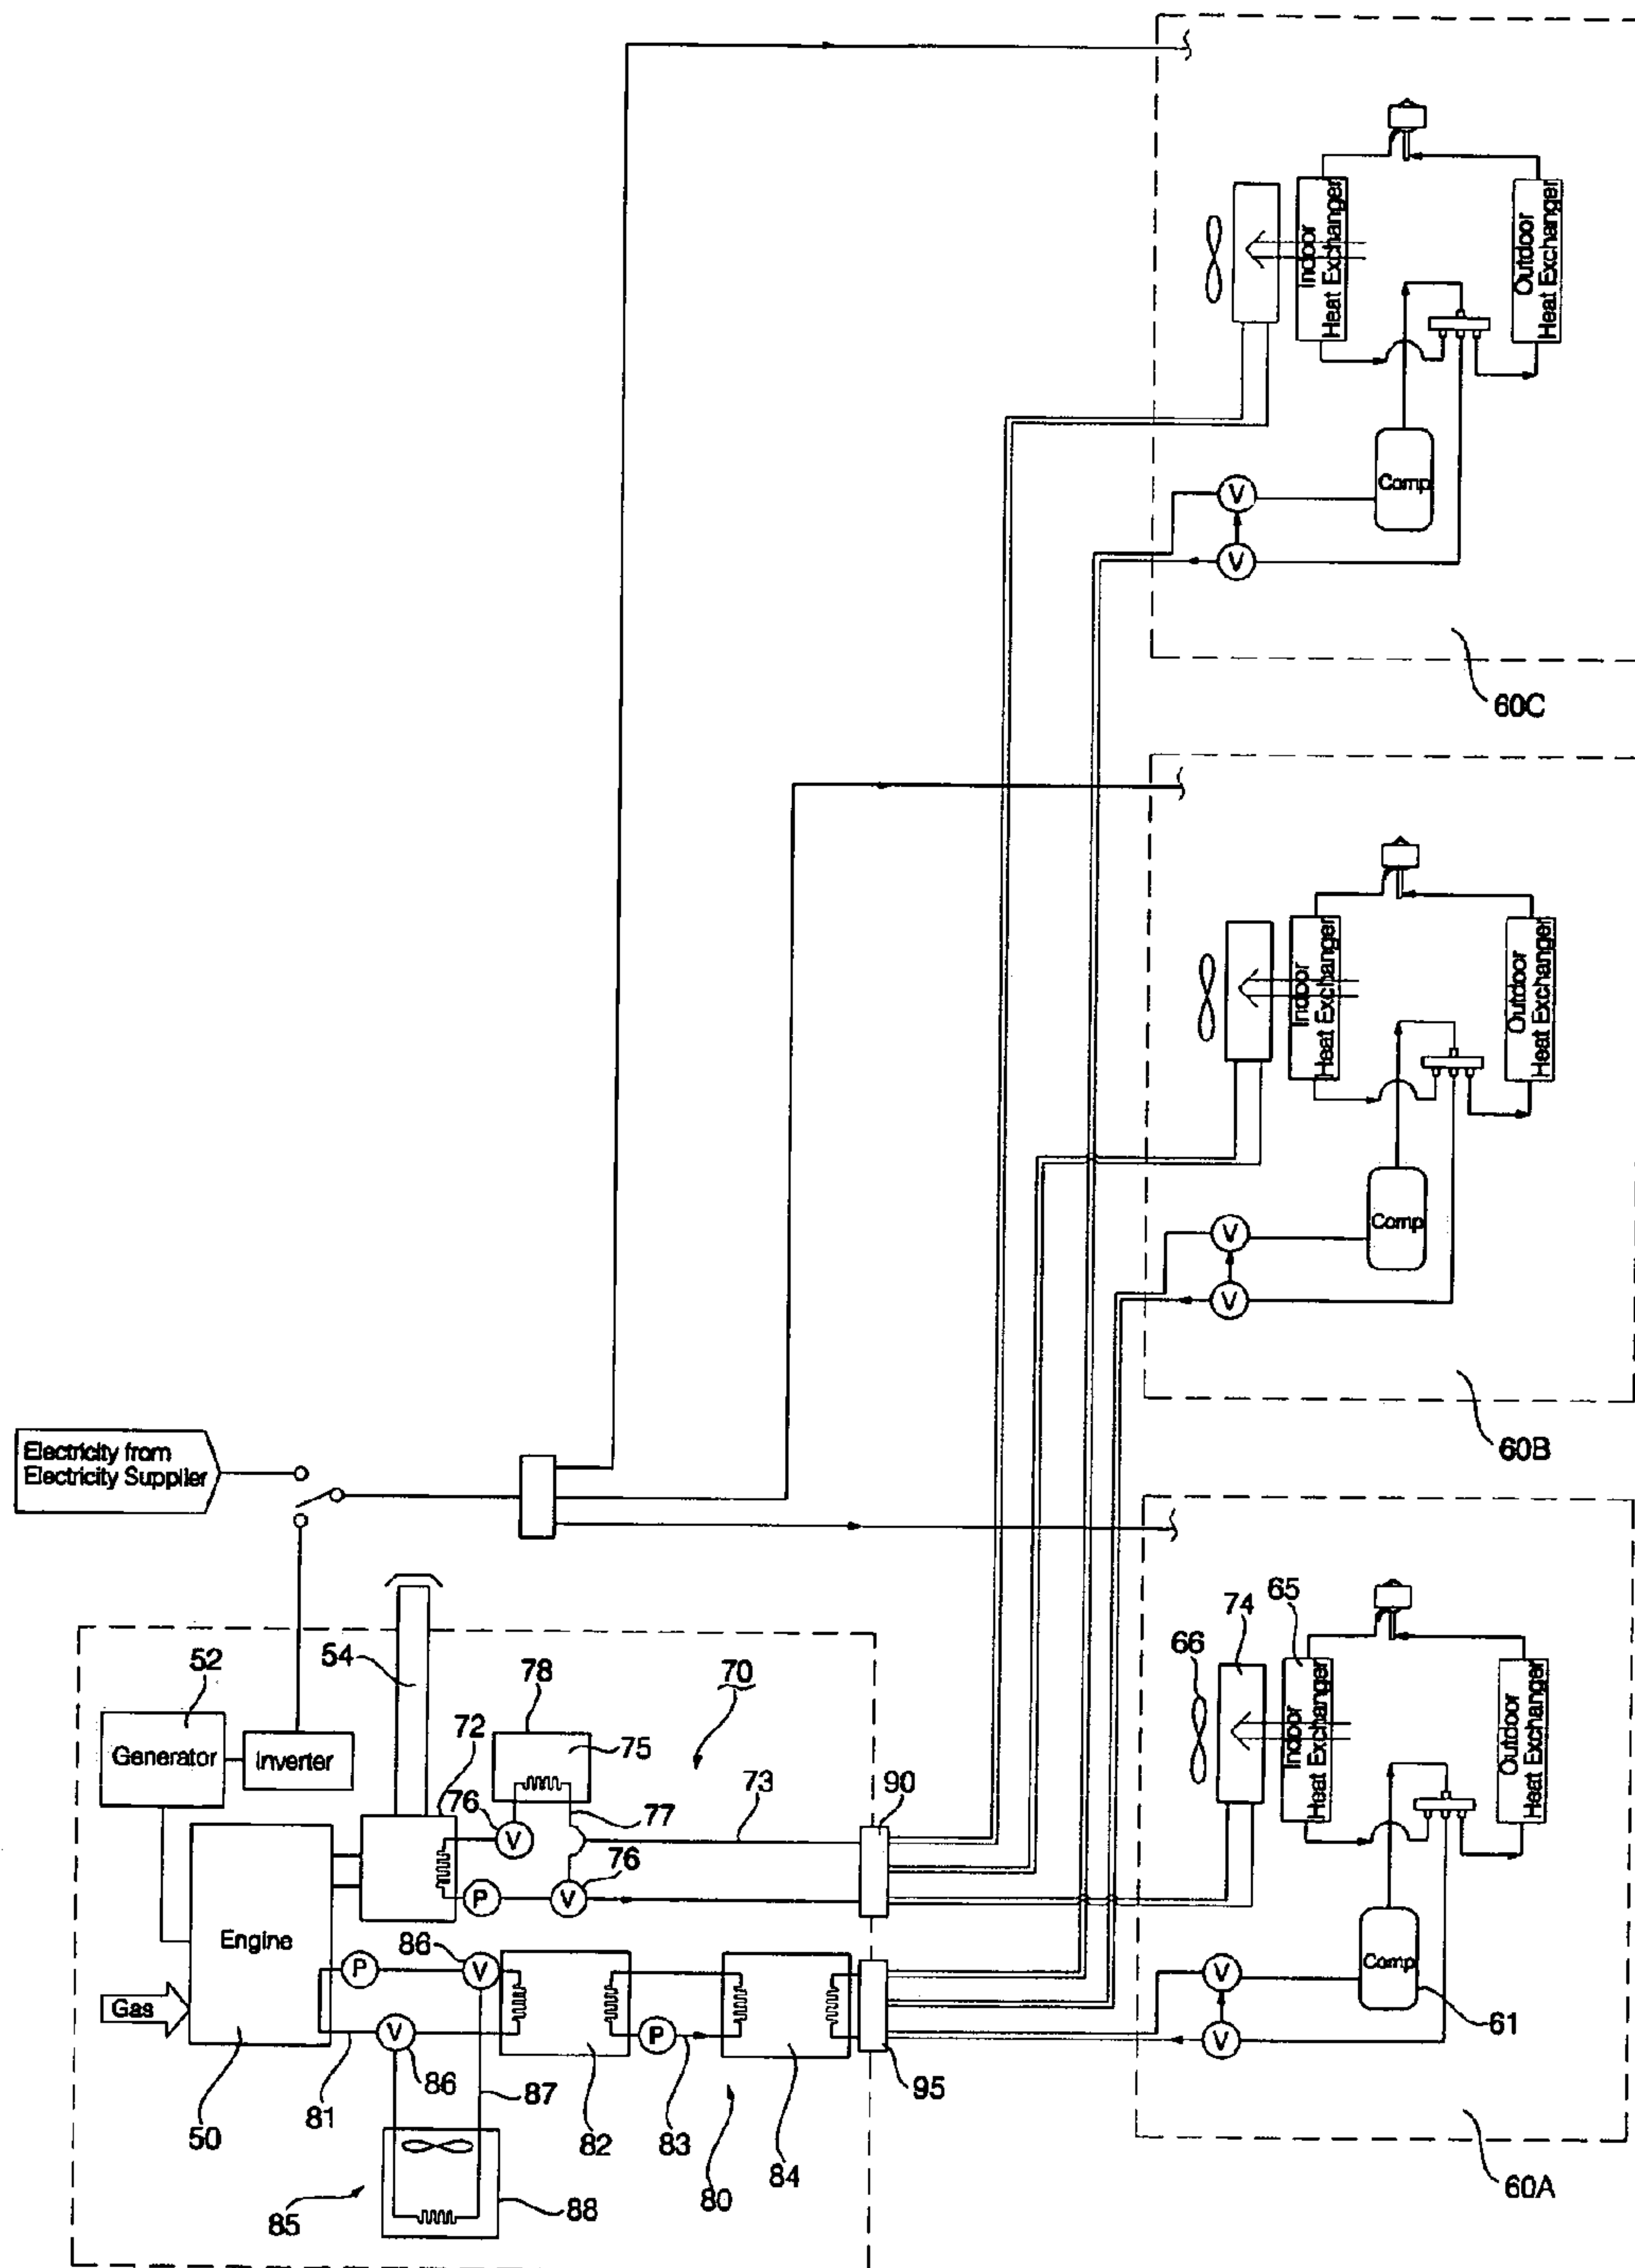 Indoor
Heat Exchanger
Outdoor
Heat Exchanger
Comp
V
V
60C
Indoor
Heat Exchanger
Outdoor
Heat Exchanger
Comp
V
V
60B
Electricity from
Electricity Supplier
74
65
66
Indoor
Heat Exchanger
Outdoor
Heat Exchanger
Comp
61
V
V
60A
52
54
78
70
72
75
Generator
Inverter
76
77
73
90
V
76
P
V
Engine
86
P
V
Gas
V
P
50
81
86
87
82
83
84
95
80
85
88